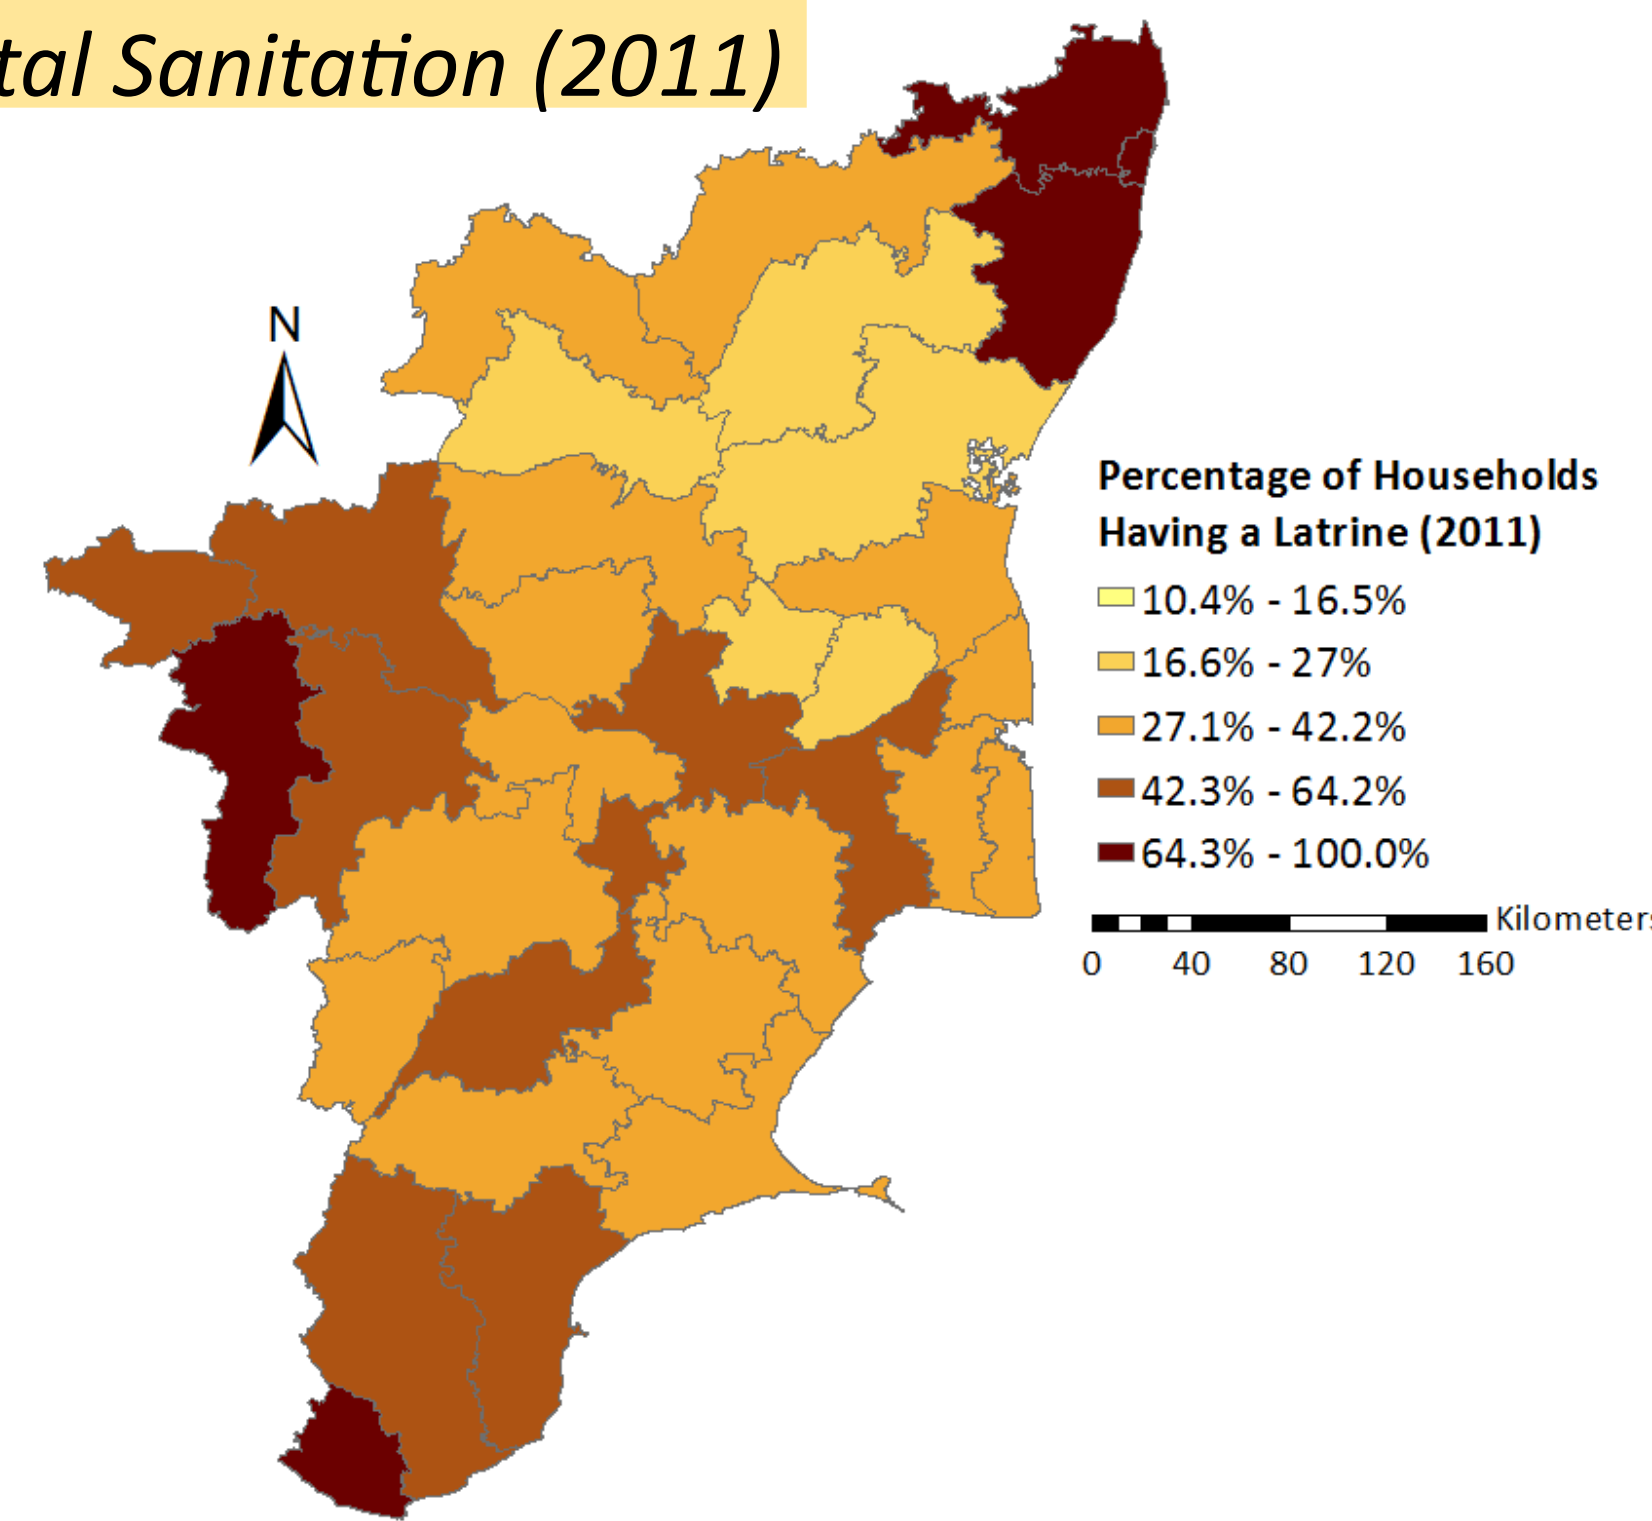 tal Sanitation (2011)
N
Percentage of Households
Having a Latrine (2011)
10.4% - 16.5%
16.6% - 27%
27.1% - 42.2%
42.3% - 64.2%
64.3% - 100.0%
Kilometers
0 40 80 120 160